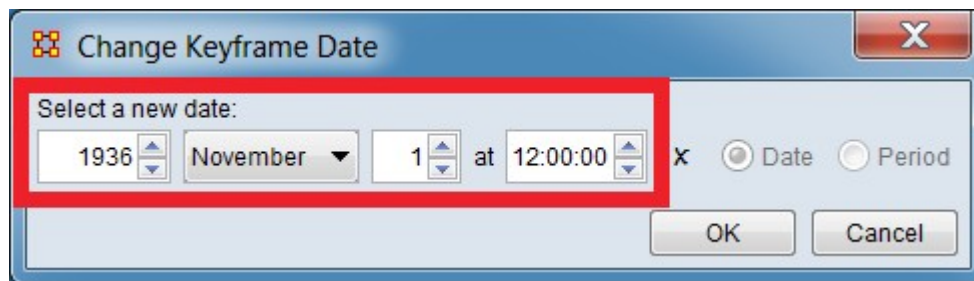 Change Keyframe Date
Select a new date:
1936 November 1 at 12:00:00 x Date Period
OK Cancel